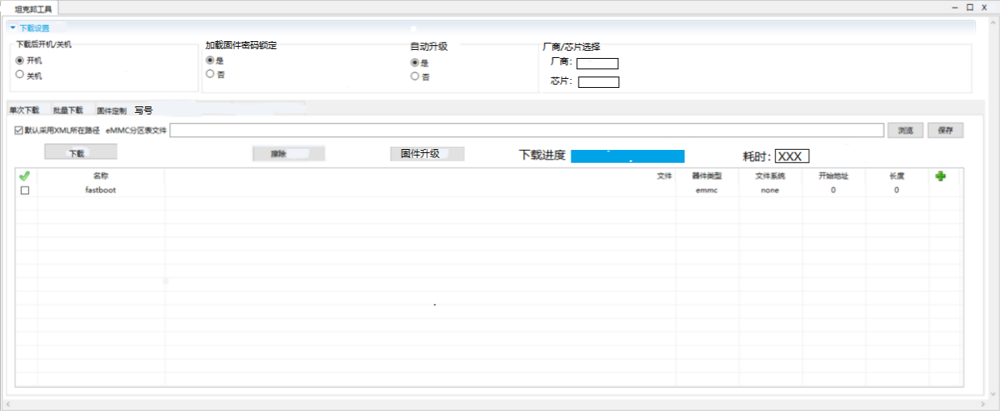 坦克邦工具
下载设置
下载后开机/关机 加载固件密码锁定 自动升级 厂商/芯片选择
开机 是 是 厂商：
关机 否 否 芯片：
单次下载 批量下载 固件定制 写号
默认采用XML所在路径 eMMC分区表文件 浏览 保存
下载 擦除 固件升级 下载进度 耗时： XXX
名称 文件 器件类型 文件系统 开始地址 长度
fastboot emmc none 0 0